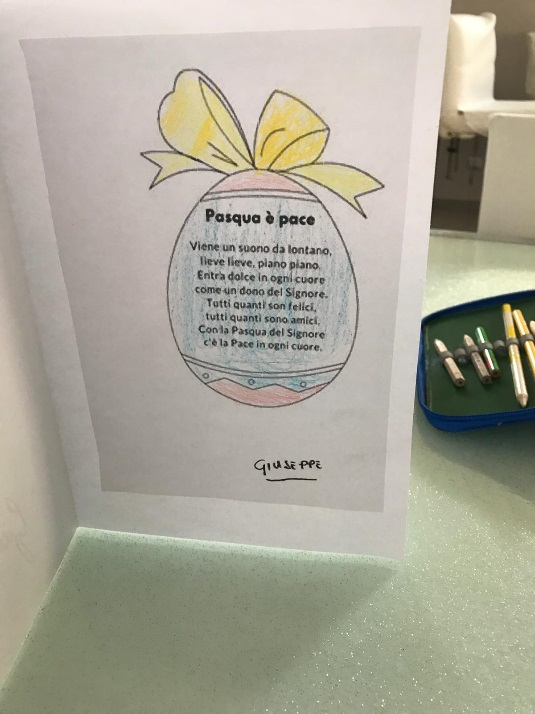 Pasqua è pace
Viene un suono da lontano,
lieve lieve, piano piano.
Entra dolce in ogni cuore
come un dono del Signore.
Tutti quanti son felici,
tutti quanti sono amici.
Con la Pasqua del Signore
c'è la Pace in ogni cuore.
GIUSEPPE